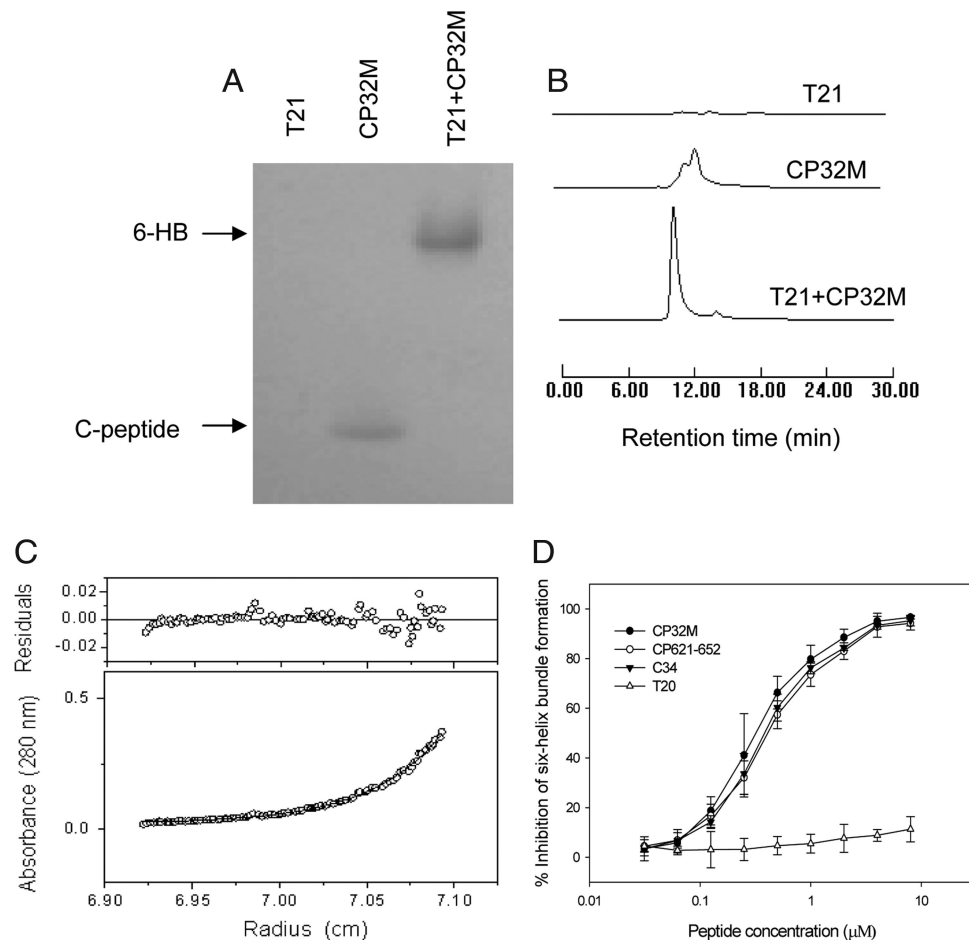 A
T21
CP32M
T21+CP32M
6-HB
C-peptide
B
T21
CP32M
T21+CP32M
0.00 6.00 12.00 18.00 24.00 30.00
Retention time (min)
C
Residuals
0.02
0.00
-0.02
Absorbance (280 nm)
0.5
0.0
6.90 6.95 7.00 7.05 7.10
Radius (cm)
D
% Inhibition of six-helix bundle formation
100
80
60
40
20
0
CP32M
CP621-652
C34
T20
0.01 0.1 1 10
Peptide concentration (μM)